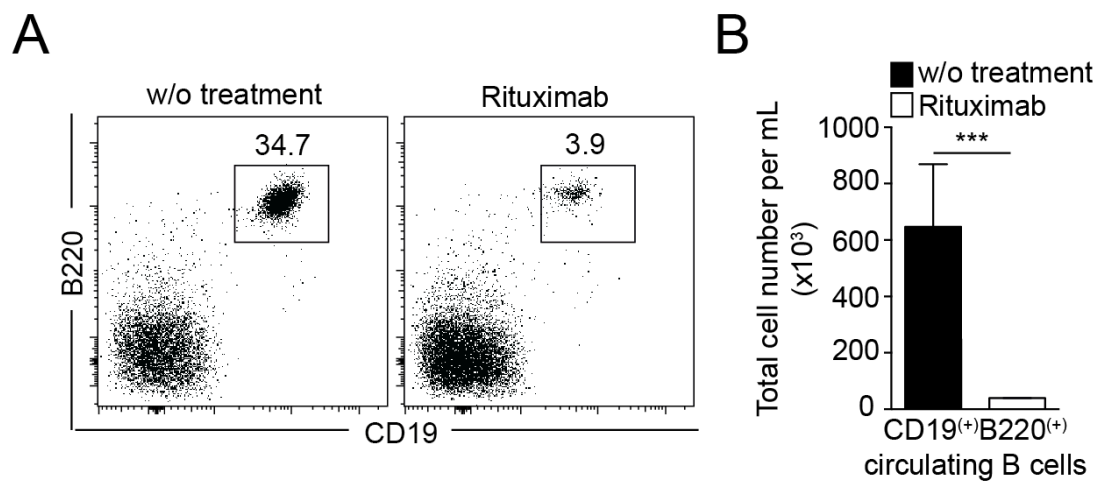 A
w/o treatment
Rituximab
34.7
3.9
B220
CD19
B
w/o treatment
Rituximab
Total cell number per mL
(x10³)
1000
800
600
400
200
0
***
CD19⁽⁺⁾B220⁽⁺⁾
circulating B cells